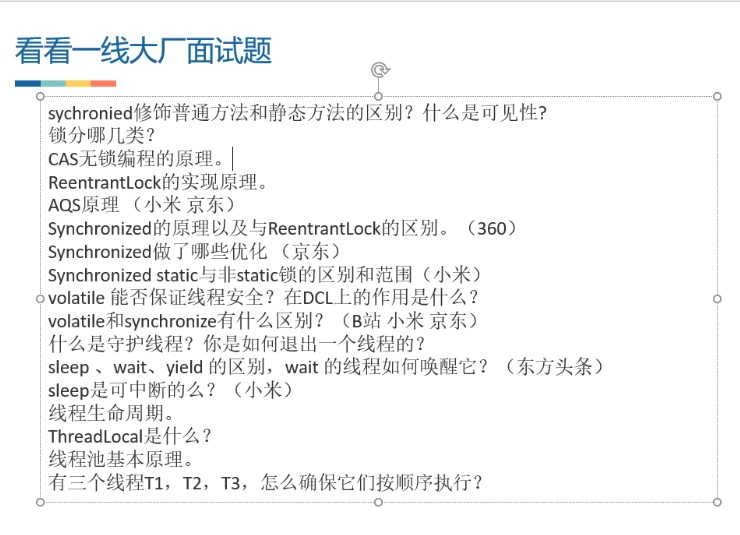 看看一线大厂面试题
sychronied修饰普通方法和静态方法的区别？什么是可见性?
锁分哪几类？
CAS无锁编程的原理。
ReentrantLock的实现原理。
AQS原理 （小米 京东）
Synchronized的原理以及与ReentrantLock的区别。（360）
Synchronized做了哪些优化 （京东）
Synchronized static与非static锁的区别和范围（小米）
volatile 能否保证线程安全？在DCL上的作用是什么？
volatile和synchronize有什么区别？（B站 小米 京东）
什么是守护线程？你是如何退出一个线程的？
sleep 、wait、yield 的区别，wait 的线程如何唤醒它？（东方头条）
sleep是可中断的么？（小米）
线程生命周期。
ThreadLocal是什么？
线程池基本原理。
有三个线程T1，T2，T3，怎么确保它们按顺序执行？